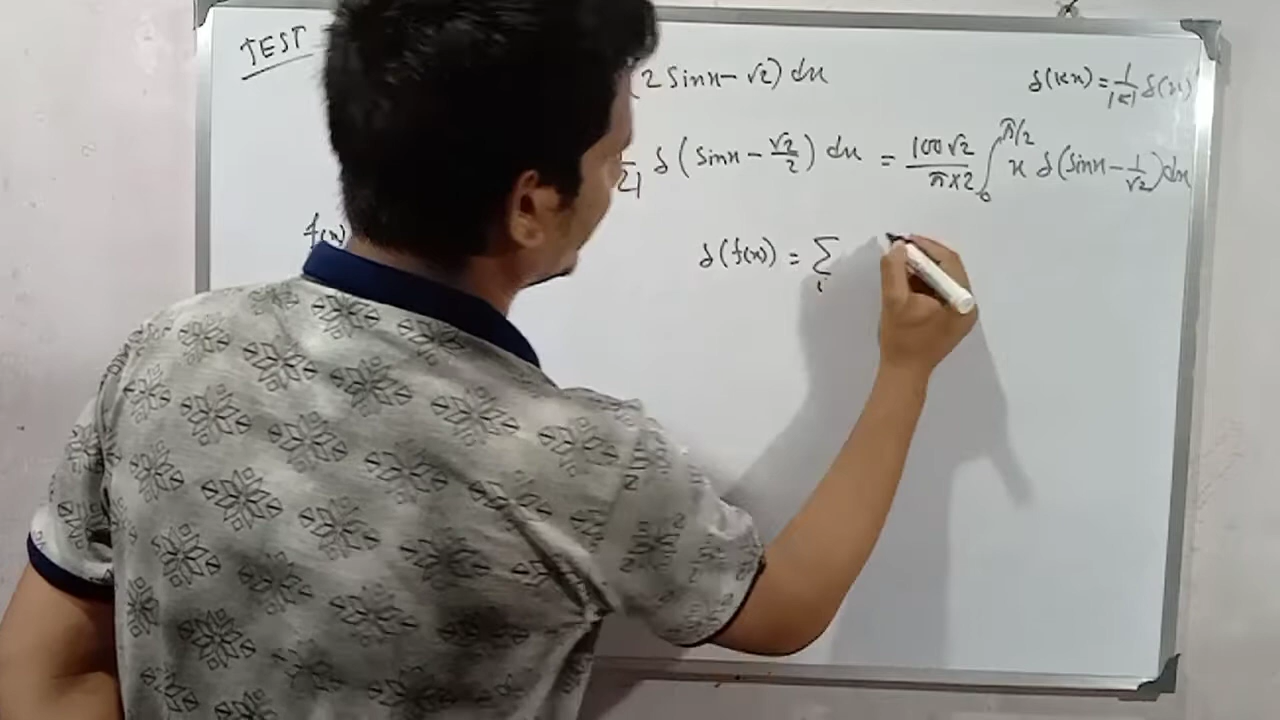 TEST
2 Sinx - √2) dx
δ(kx) = 1/|k| δ(x)
δ(Sinx - √2/2) dx = 100√2/π×2 ∫₀^π/2 x δ(Sinx - 1/√2) dx
f(x)
δ(f(x)) = Σ i